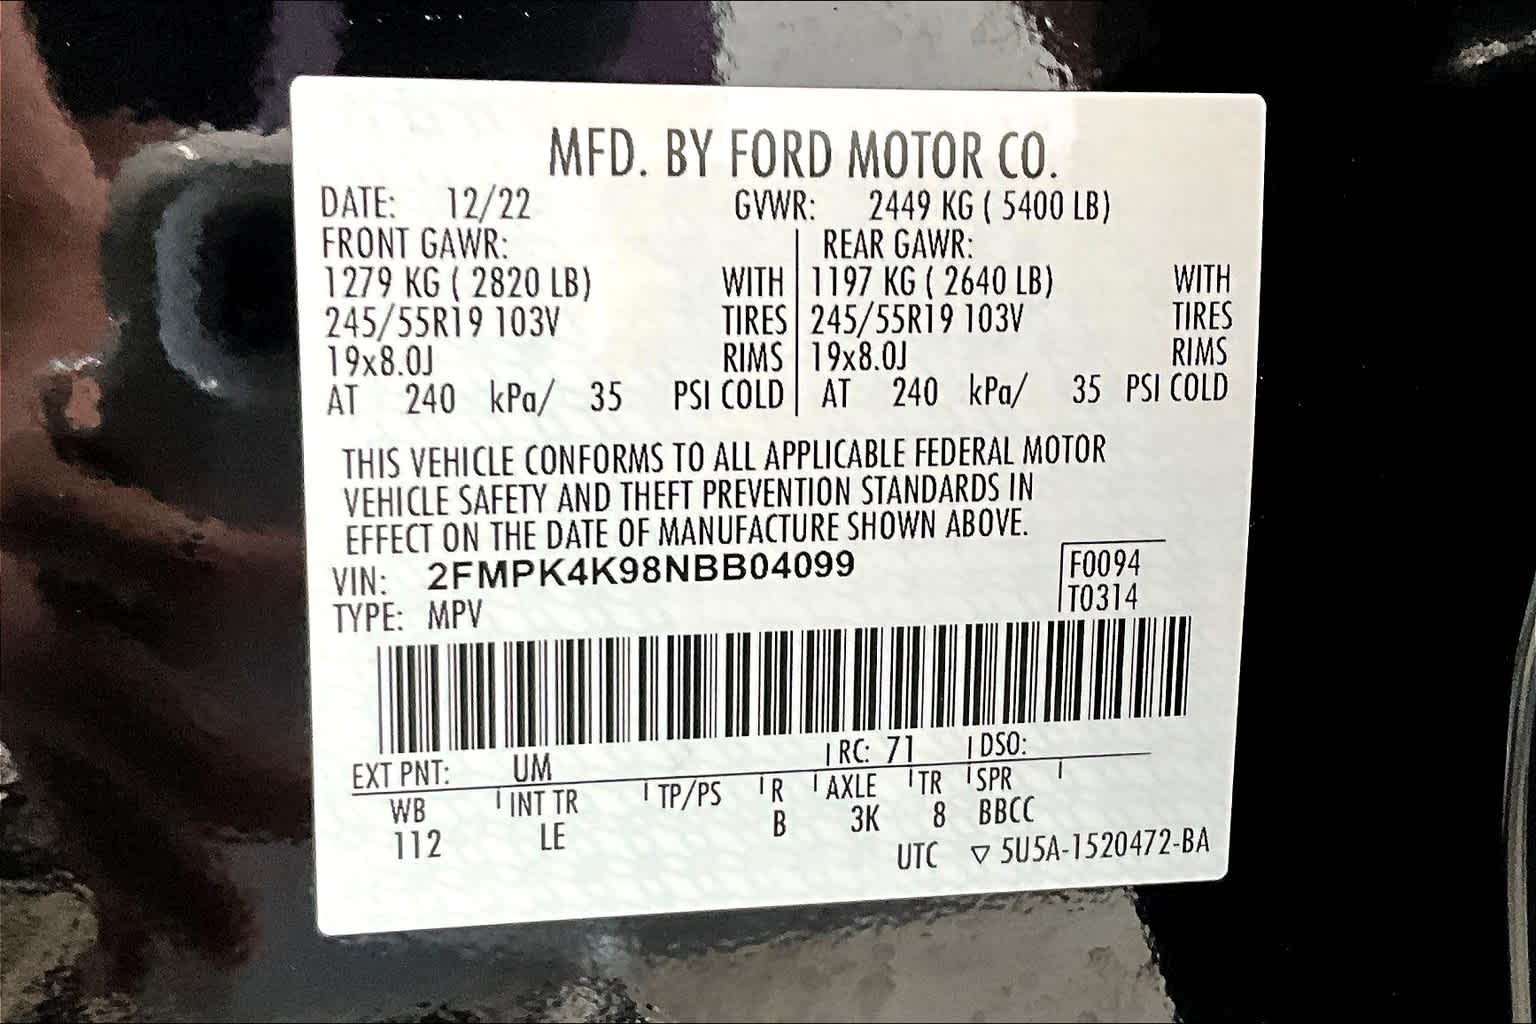 MFD. BY FORD MOTOR CO.
DATE: 12/22 GVWR: 2449 KG ( 5400 LB)
FRONT GAWR: REAR GAWR:
1279 KG ( 2820 LB) WITH 1197 KG ( 2640 LB) WITH
245/55R19 103V TIRES 245/55R19 103V TIRES
19x8.0J RIMS 19x8.0J RIMS
AT 240 kPa/ 35 PSI COLD AT 240 kPa/ 35 PSI COLD
THIS VEHICLE CONFORMS TO ALL APPLICABLE FEDERAL MOTOR
VEHICLE SAFETY AND THEFT PREVENTION STANDARDS IN
EFFECT ON THE DATE OF MANUFACTURE SHOWN ABOVE.
VIN: 2FMPK4K98NBB04099 F0094
TYPE: MPV T0314
EXT PNT: UM RC: 71 DSO:
WB INT TR TP/PS R AXLE TR SPR
112 LE B 3K 8 BBCC
UTC ▽ 5U5A-1520472-BA